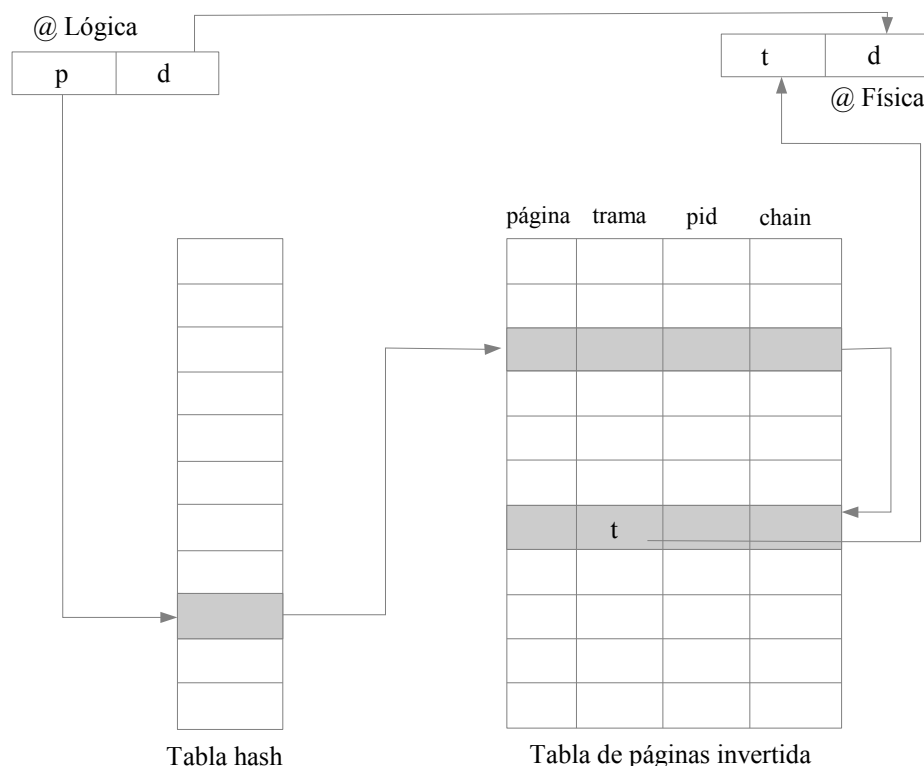 @ Lógica
p d
t d
@ Física
página trama pid chain
t
Tabla hash
Tabla de páginas invertida